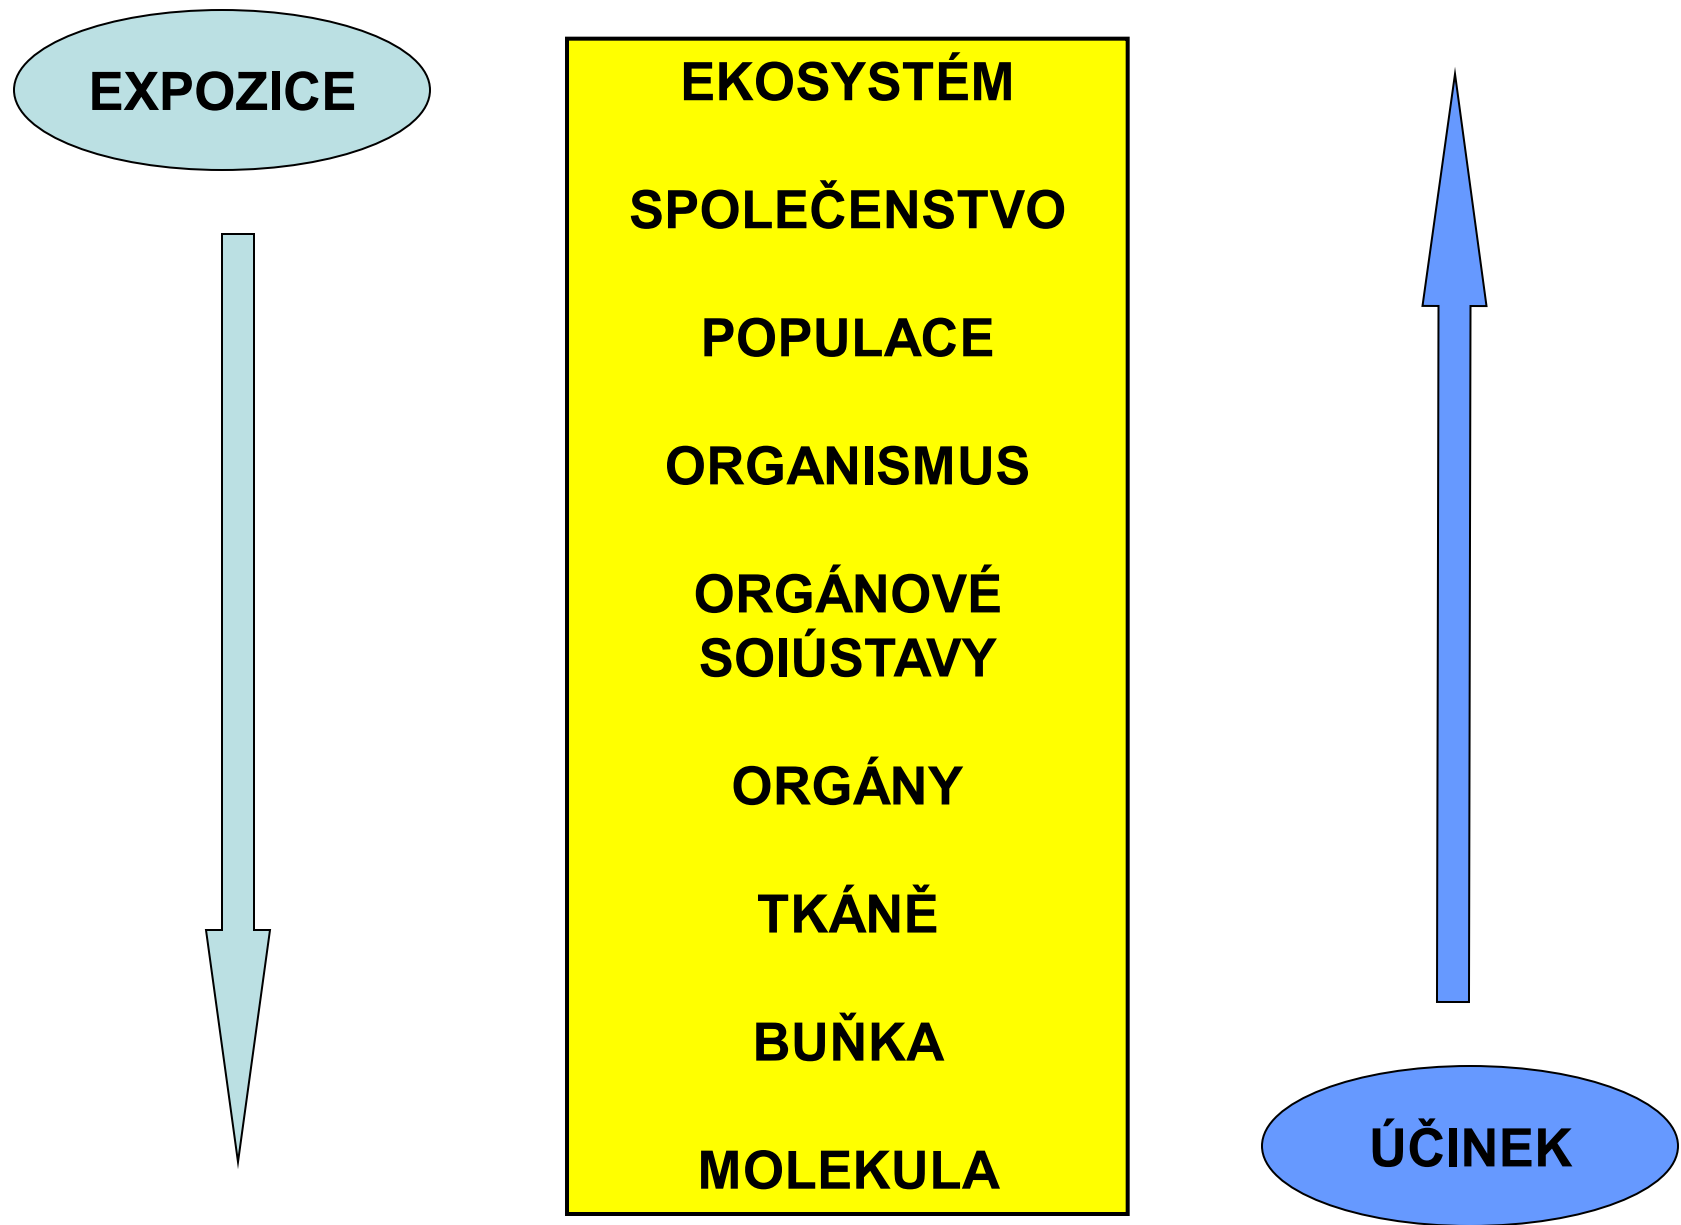 EXPOZICE
EKOSYSTÉM
SPOLEČENSTVO
POPULACE
ORGANISMUS
ORGÁNOVÉ
SOIÚSTAVY
ORGÁNY
TKÁNĚ
BUŇKA
MOLEKULA
ÚČINEK